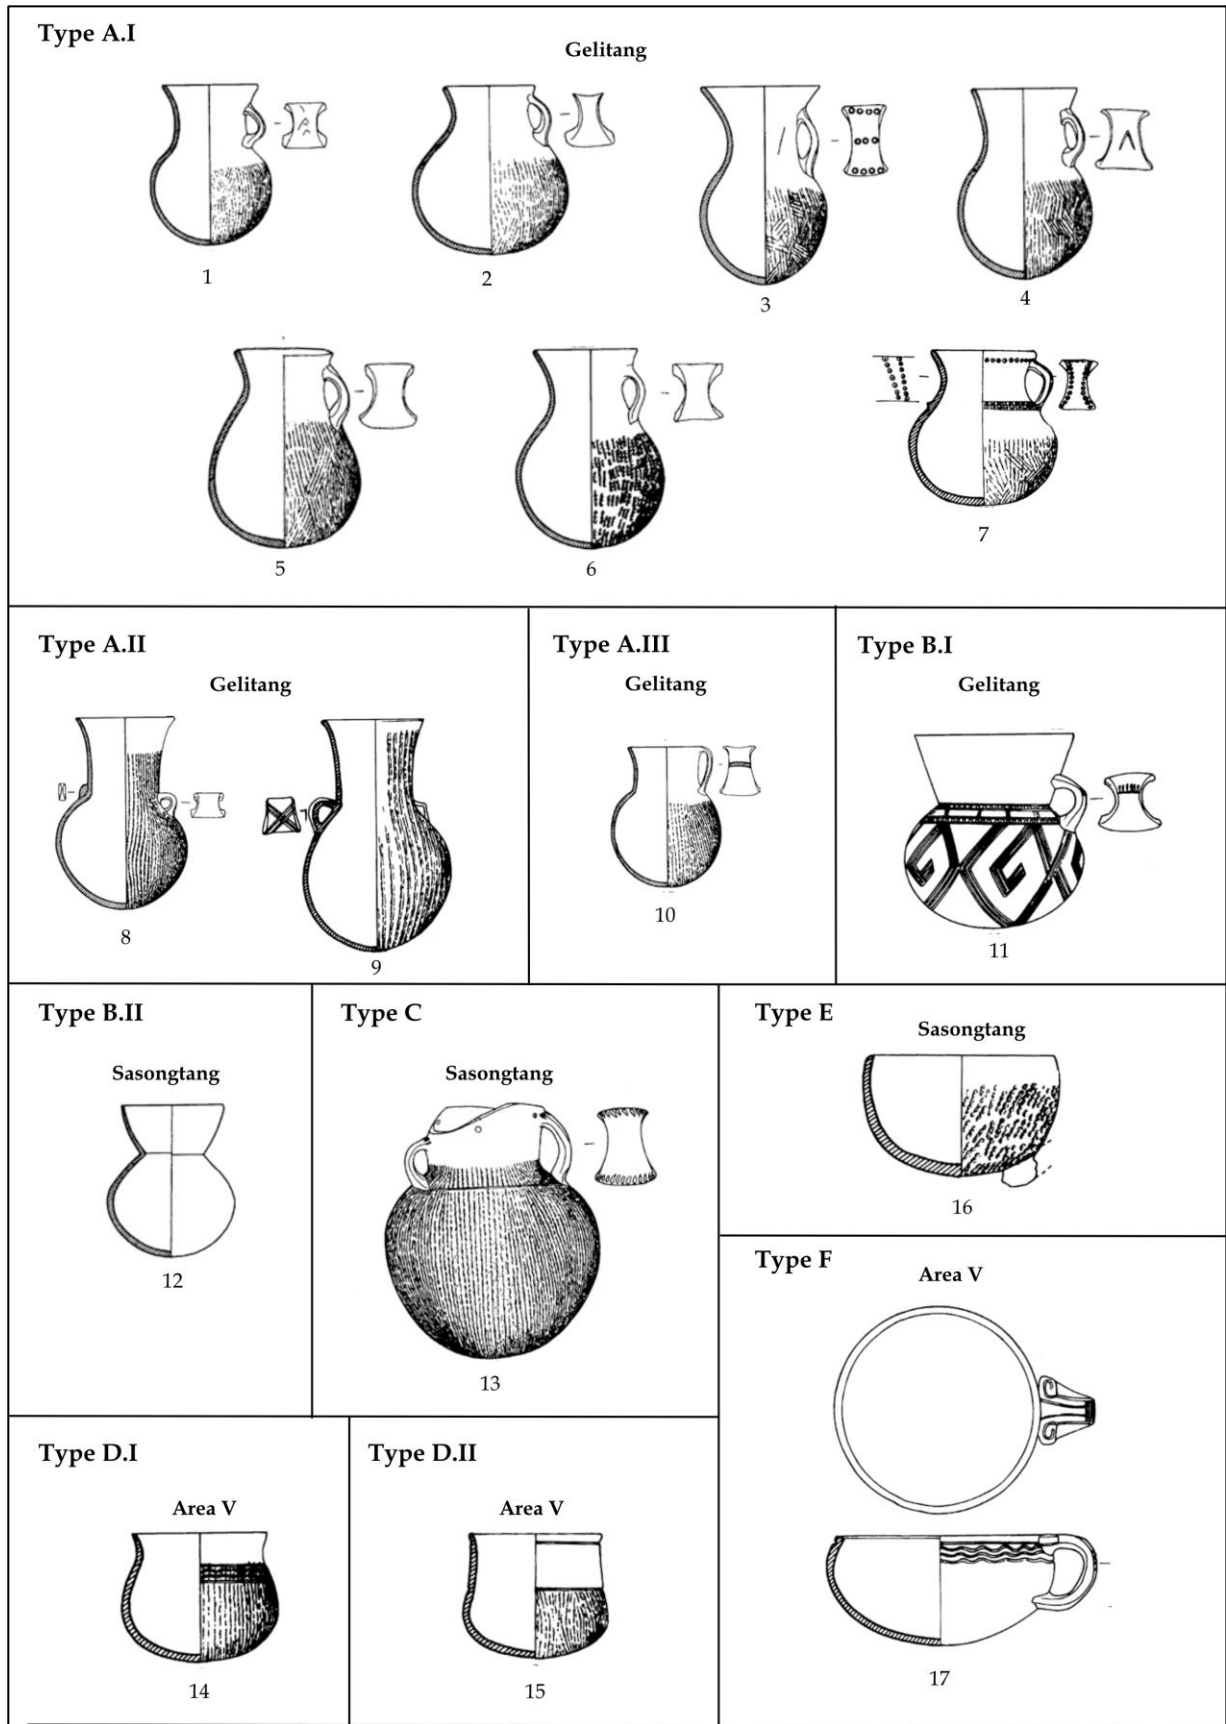 Type A.I
Gelitang
1
2
3
4
5
6
7
Type A.II
Gelitang
8
9
Type A.III
Gelitang
10
Type B.I
Gelitang
11
Type B.II
Sasongtang
12
Type C
Sasongtang
13
Type E
Sasongtang
16
Type F
Area V
17
Type D.I
Area V
14
Type D.II
Area V
15